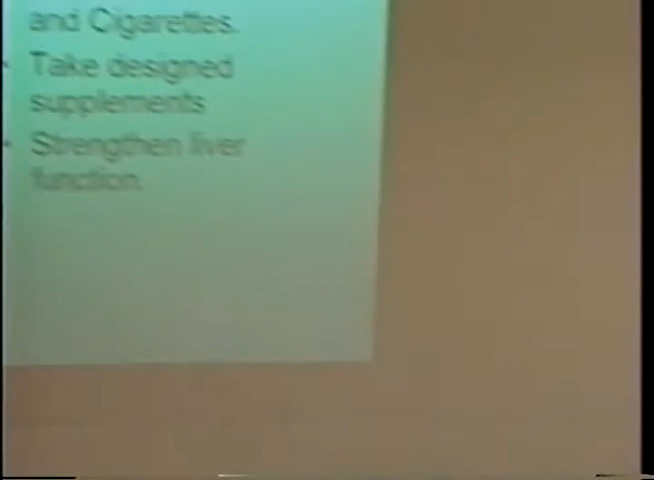 and Cigarettes.
• Take designed
supplements
• Strengthen liver
function.